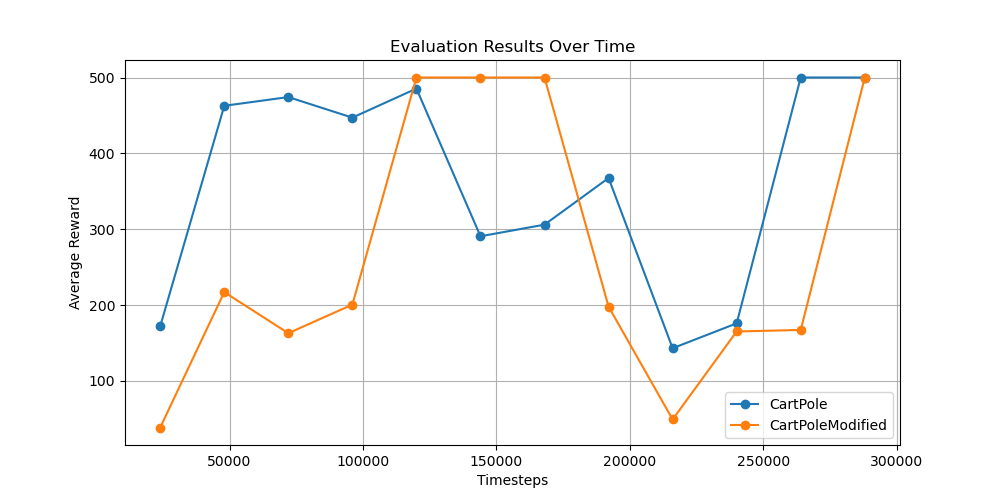 Evaluation Results Over Time
Average Reward
500
400
300
200
100
50000 100000 150000 200000 250000 300000
Timesteps
CartPole
CartPoleModified